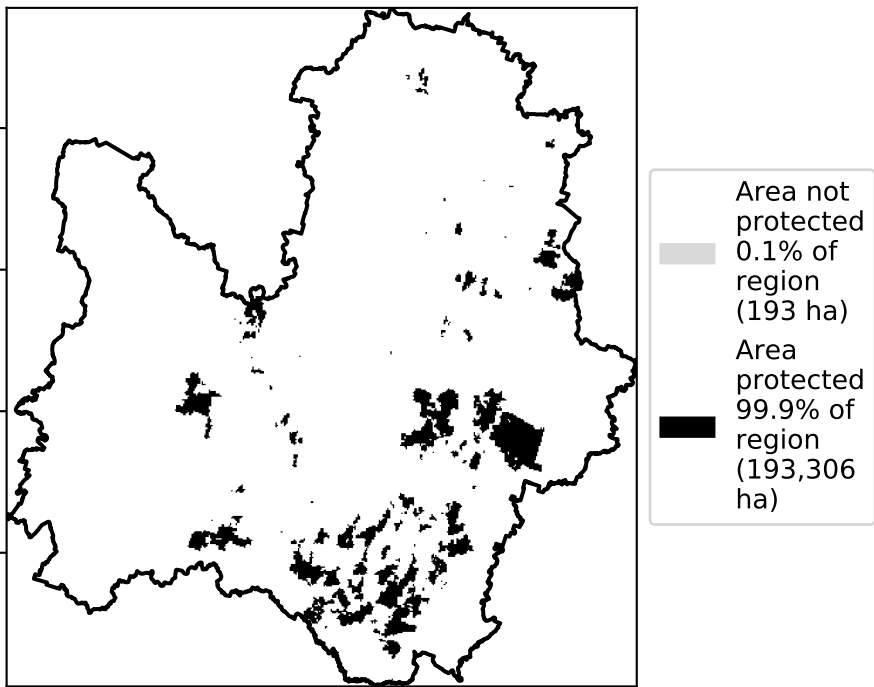 Area not
protected
0.1% of
region
(193 ha)
Area
protected
99.9% of
region
(193,306
ha)